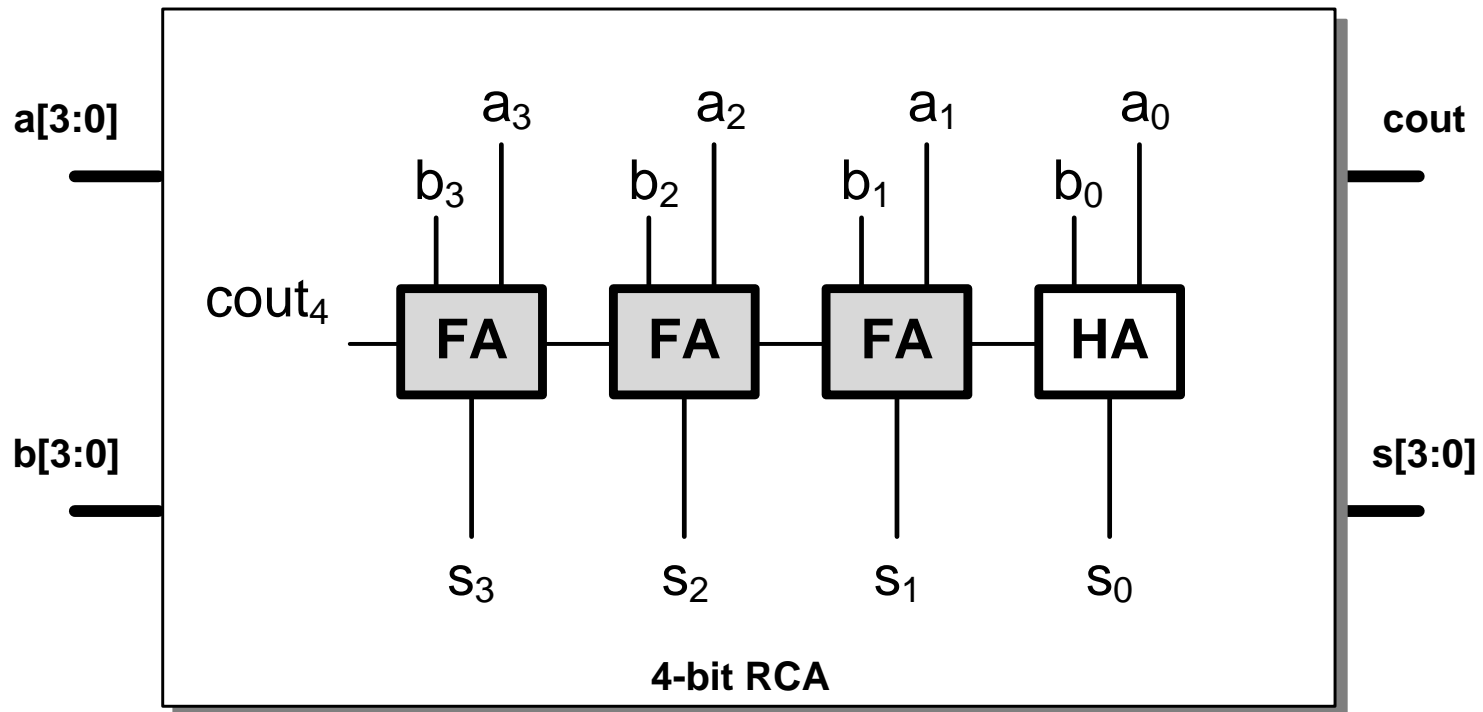 a[3:0]
cout
a₃ a₂ a₁ a₀
b₃ b₂ b₁ b₀
cout₄
FA FA FA HA
b[3:0]
s[3:0]
s₃ s₂ s₁ s₀
4-bit RCA